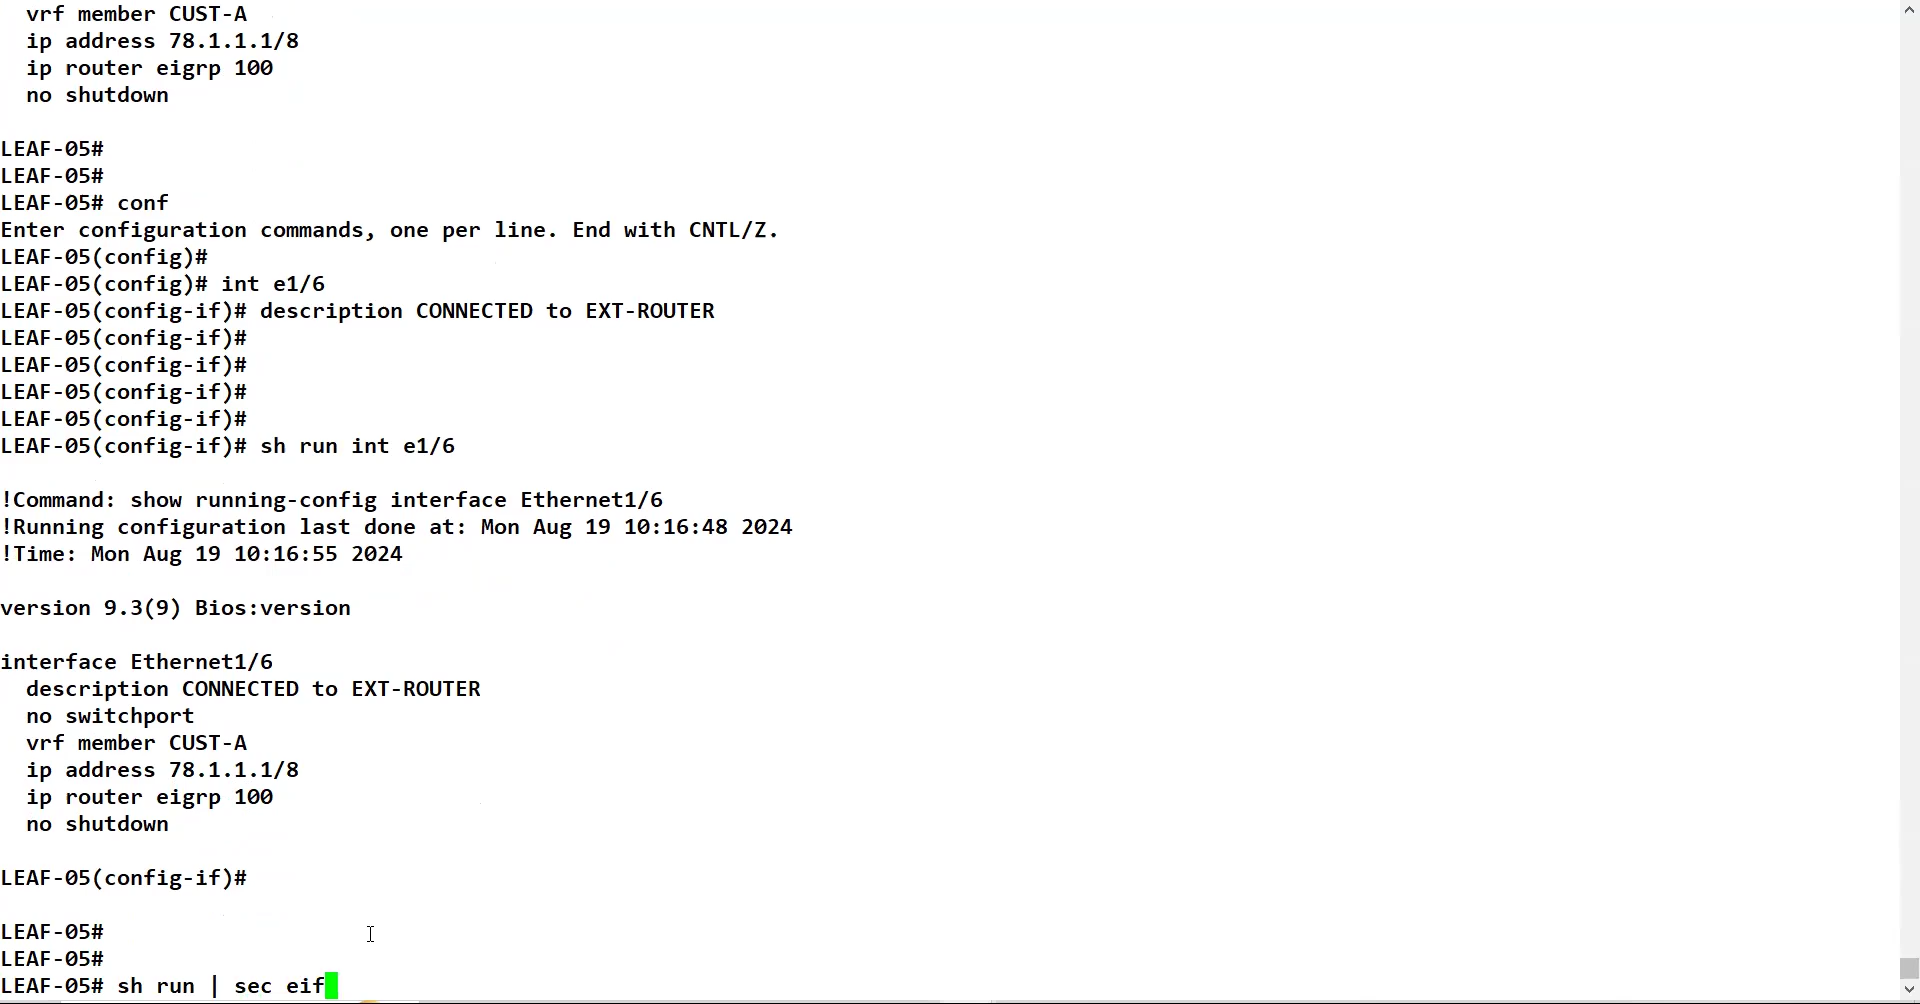 vrf member CUST-A
ip address 78.1.1.1/8
ip router eigrp 100
no shutdown
LEAF-05#
LEAF-05#
LEAF-05# conf
Enter configuration commands, one per line. End with CNTL/Z.
LEAF-05(config)#
LEAF-05(config)# int e1/6
LEAF-05(config-if)# description CONNECTED to EXT-ROUTER
LEAF-05(config-if)#
LEAF-05(config-if)#
LEAF-05(config-if)#
LEAF-05(config-if)#
LEAF-05(config-if)# sh run int e1/6
!Command: show running-config interface Ethernet1/6
!Running configuration last done at: Mon Aug 19 10:16:48 2024
!Time: Mon Aug 19 10:16:55 2024
version 9.3(9) Bios:version
interface Ethernet1/6
description CONNECTED to EXT-ROUTER
no switchport
vrf member CUST-A
ip address 78.1.1.1/8
ip router eigrp 100
no shutdown
LEAF-05(config-if)#
LEAF-05#
LEAF-05#
LEAF-05# sh run | sec eif